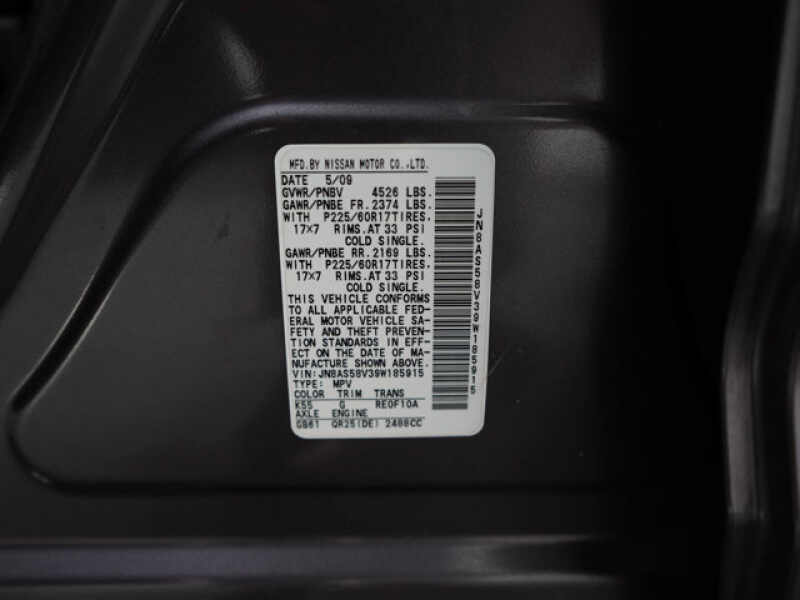 MFD.BY NISSAN MOTOR CO.,LTD.
DATE 5/09
GVWR/PNBV 4526 LBS.
GAWR/PNBE FR.2374 LBS.
WITH P225/60R17TIRES,
17×7 RIMS.AT 33 PSI
COLD SINGLE.
GAWR/PNBE RR.2169 LBS.
WITH P225/60R17TIRES,
17×7 RIMS.AT 33 PSI
COLD SINGLE.
THIS VEHICLE CONFORMS
TO ALL APPLICABLE FED-
ERAL MOTOR VEHICLE SA-
FETY AND THEFT PREVEN-
TION STANDARDS IN EFF-
ECT ON THE DATE OF MA-
NUFACTURE SHOWN ABOVE.
VIN:JN8AS58V39W185915
TYPE: MPV
COLOR TRIM TRANS
K55 G RE0F10A
AXLE ENGINE
GB61 QR25(DE) 2488CC
JN8AS58V39W185915